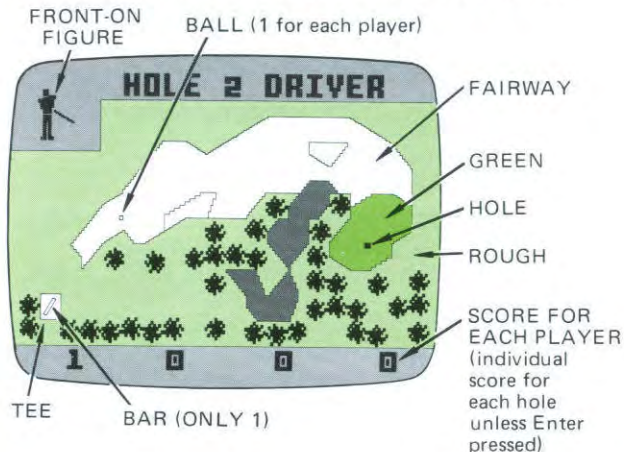 FRONT-ON
FIGURE
BALL (1 for each player)
HOLE 2 DRIVER
FAIRWAY
GREEN
HOLE
ROUGH
SCORE FOR
EACH PLAYER
(individual
score for
each hole
unless Enter
pressed)
1 0 0 0
TEE
BAR (ONLY 1)